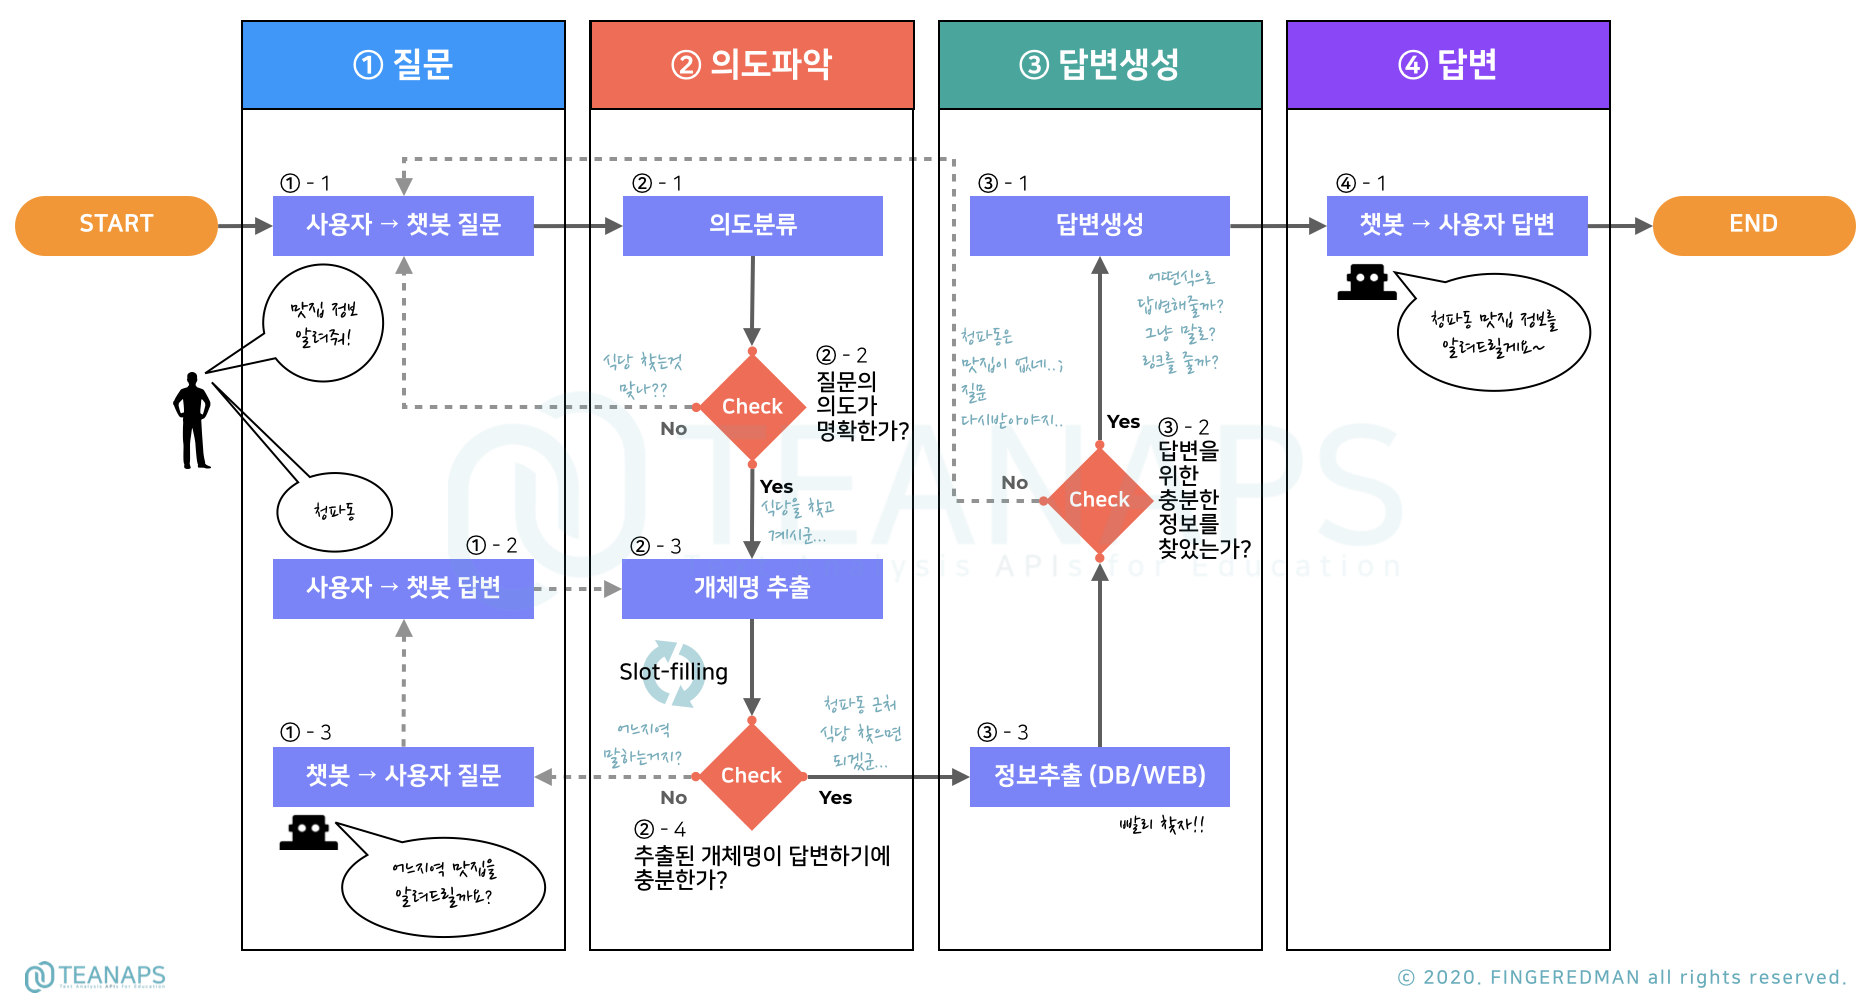 ① 질문
② 의도파악
③ 답변생성
④ 답변
START
① - 1
사용자 → 챗봇 질문
② - 1
의도분류
③ - 1
답변생성
④ - 1
챗봇 → 사용자 답변
END
맛집 정보
알려줘!
청파동
식당 찾는것
맞나??
Check
No
② - 2
질문의
의도가
명확한가?
Yes
식당을 찾고
계시군...
① - 2
사용자 → 챗봇 답변
② - 3
개체명 추출
Slot-filling
① - 3
챗봇 → 사용자 질문
어느지역
말하는거지?
No
Check
청파동 근처
식당 찾으면
되겠군...
Yes
② - 4
추출된 개체명이 답변하기에
충분한가?
어느지역 맛집을
알려드릴까요?
청파동은
맛집이 없네..;
질문
다시받아야지..
어떤식으로
답변해줄까?
그냥 말로?
링크를 줄까?
Yes
No
Check
③ - 2
답변을
위한
충분한
정보를
찾았는가?
③ - 3
정보추출 (DB/WEB)
빨리 찾자!!
청파동 맛집 정보를
알려드릴게요~
TEANAPS
Text Analysis APIs for Education
TEANAPS
Text Analysis APIs for Education
© 2020. FINGEREDMAN all rights reserved.